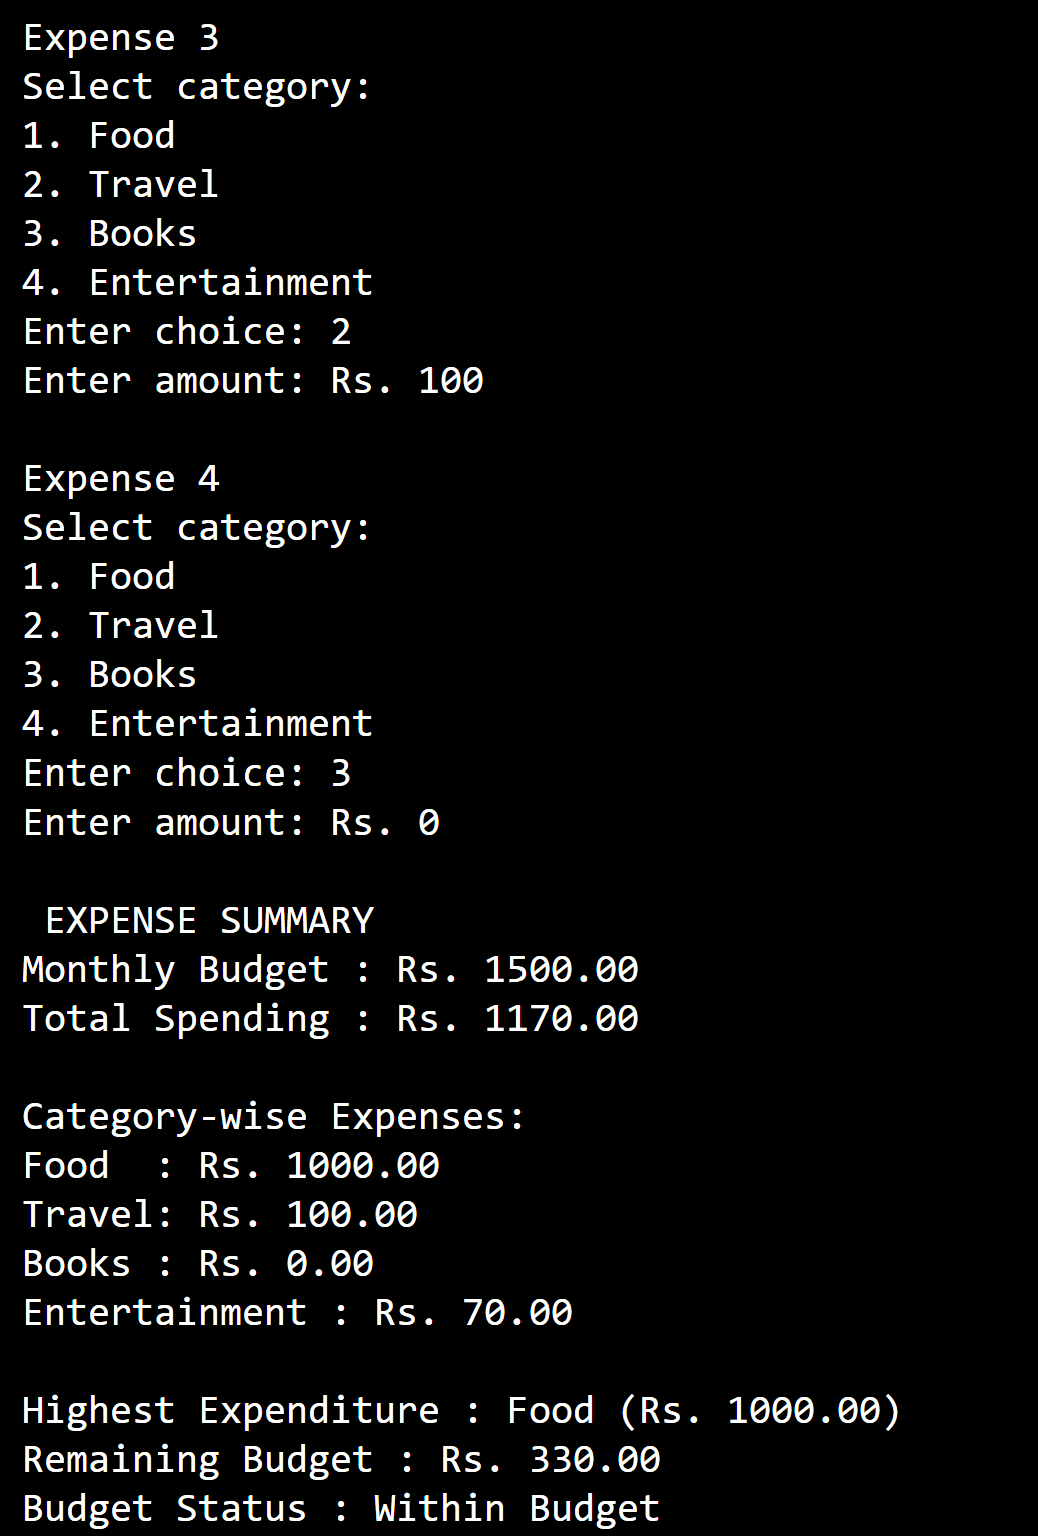 Expense 3
Select category:
1. Food
2. Travel
3. Books
4. Entertainment
Enter choice: 2
Enter amount: Rs. 100

Expense 4
Select category:
1. Food
2. Travel
3. Books
4. Entertainment
Enter choice: 3
Enter amount: Rs. 0

 EXPENSE SUMMARY
Monthly Budget : Rs. 1500.00
Total Spending : Rs. 1170.00

Category-wise Expenses:
Food  : Rs. 1000.00
Travel: Rs. 100.00
Books : Rs. 0.00
Entertainment : Rs. 70.00

Highest Expenditure : Food (Rs. 1000.00)
Remaining Budget : Rs. 330.00
Budget Status : Within Budget